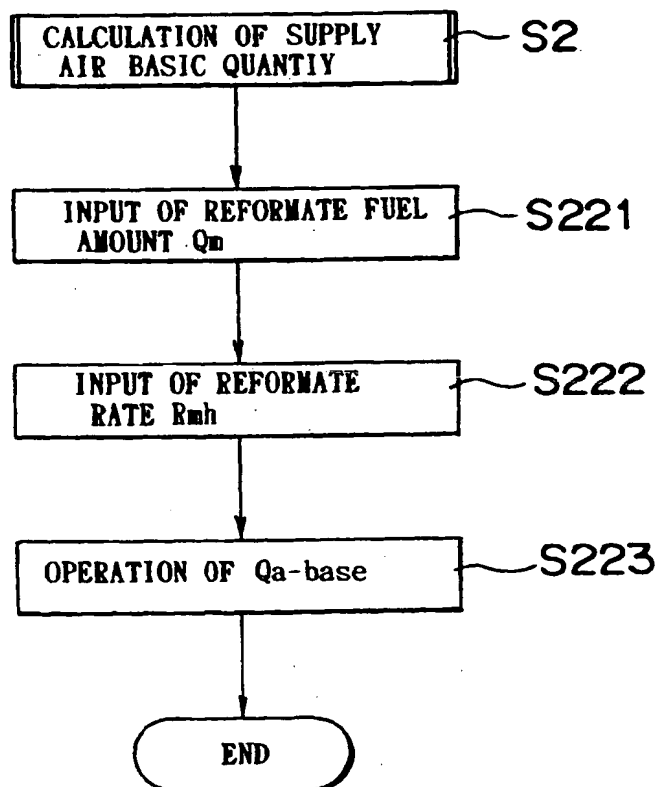 CALCULATION OF SUPPLY
AIR BASIC QUANTIY
S2
INPUT OF REFORMATE FUEL
AMOUNT Qm
S221
INPUT OF REFORMATE
RATE Rmh
S222
OPERATION OF Qa-base
S223
END